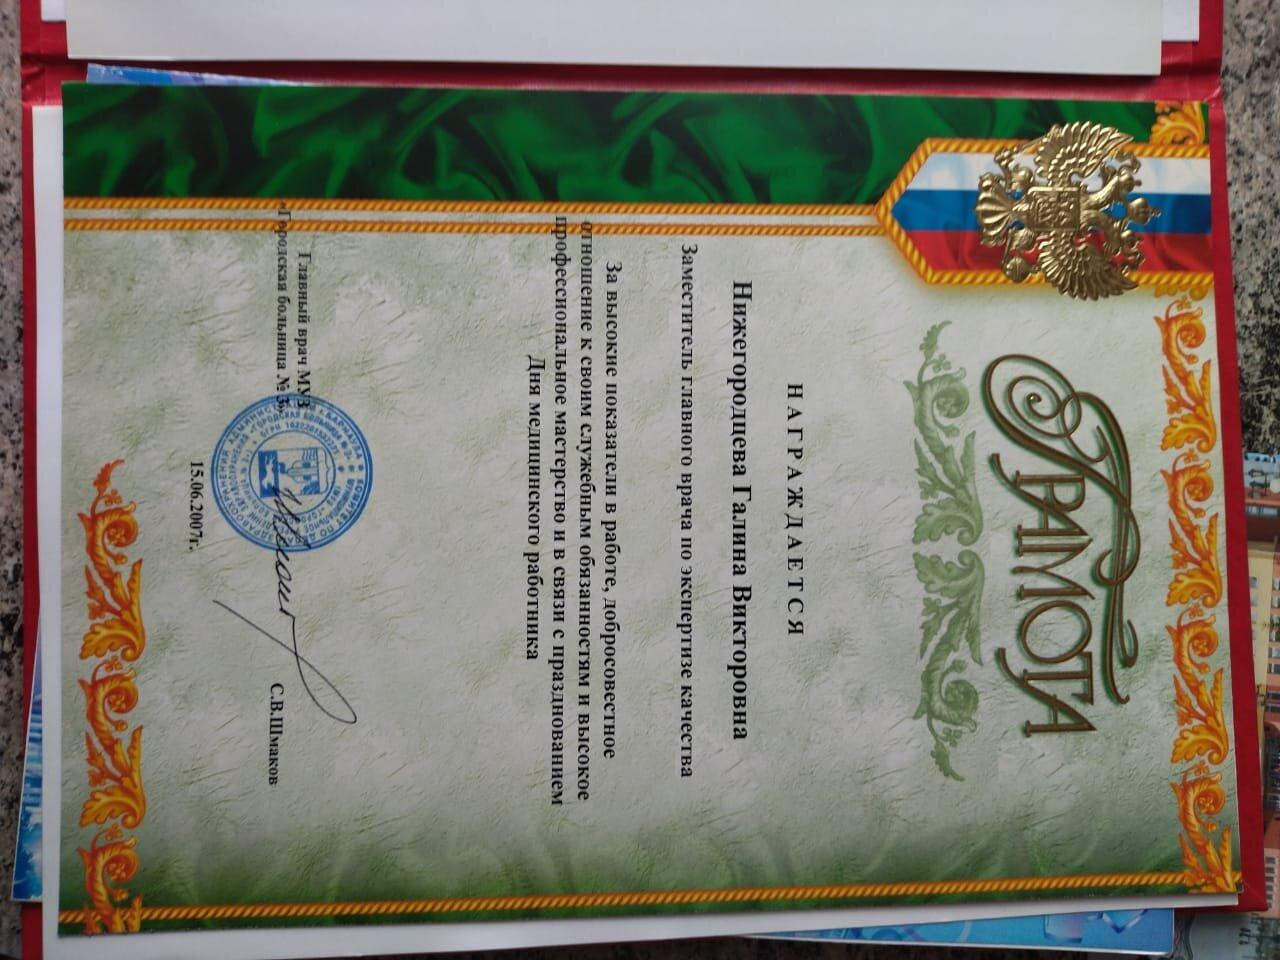 ГРАМОТА
НАГРАЖДАЕТСЯ
Нижегородцева Галина Викторовна
Заместитель главного врача по экспертизе качества
За высокие показатели в работе, добросовестное
отношение к своим служебным обязанностям и высокое
профессиональное мастерство и в связи с празднованием
Дня медицинского работника
Главный врач МУЗ
«Городская больница №3»
С.В.Шмаков
15.06.2007г.